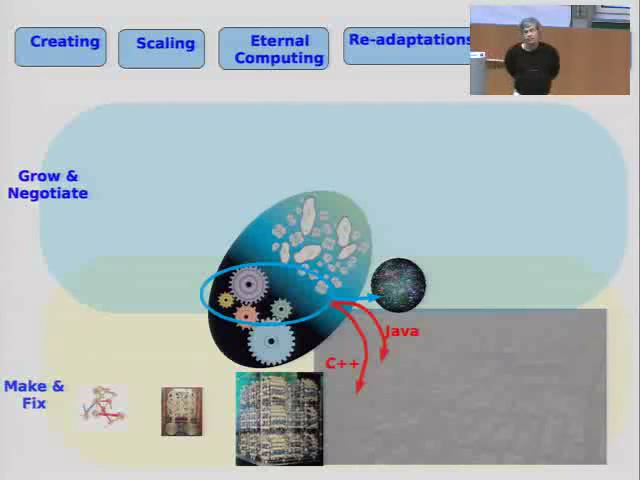 Creating
Scaling
Eternal
Computing
Re-adaptations
Grow &
Negotiate
Java
C++
Make &
Fix